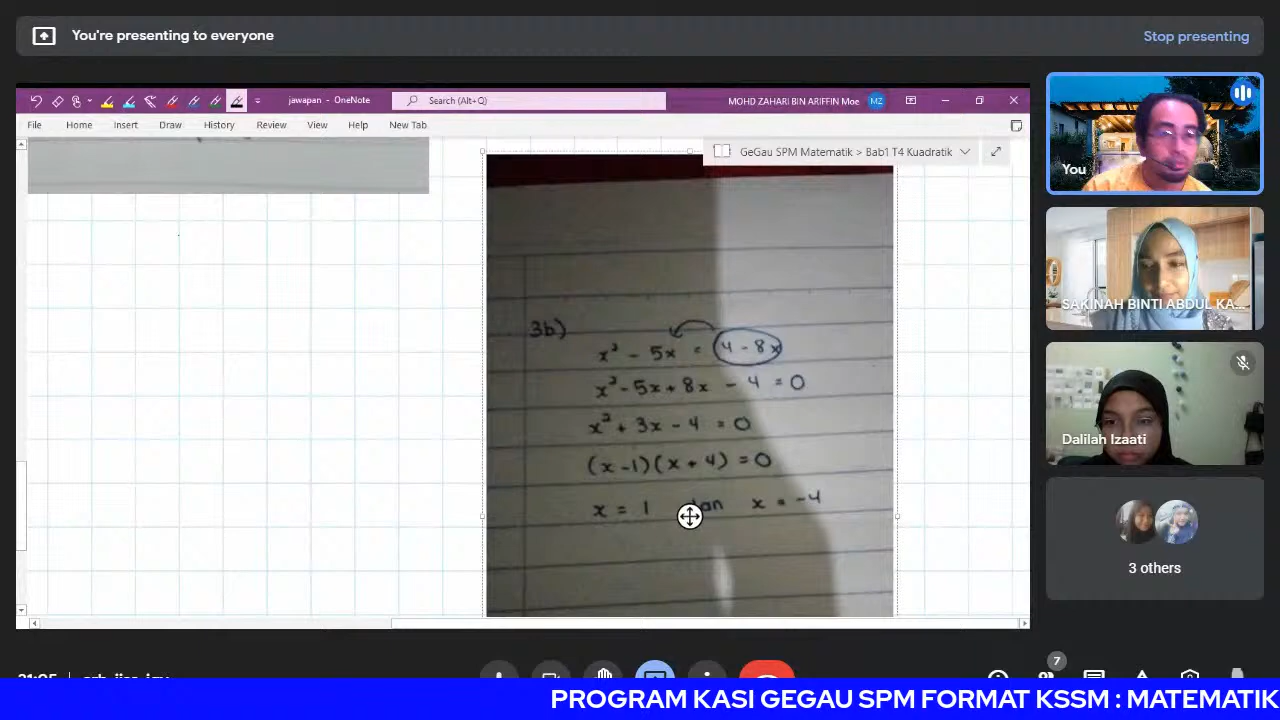 You're presenting to everyone
Stop presenting
jawapan - OneNote
Search (Alt+Q)
MOHD ZAHARI BIN ARIFFIN Moe
MZ
File Home Insert Draw History Review View Help New Tab
GeGau SPM Matematik > Bab1 T4 Kuadratik
3b)
x² - 5x = 4 - 8x
x² - 5x + 8x - 4 = 0
x² + 3x - 4 = 0
(x - 1)(x + 4) = 0
x = 1 dan x = -4
You
SAKINAH BINTI ABDUL KA...
Dalilah Izaati
3 others
7
PROGRAM KASI GEGAU SPM FORMAT KSSM : MATEMATIK